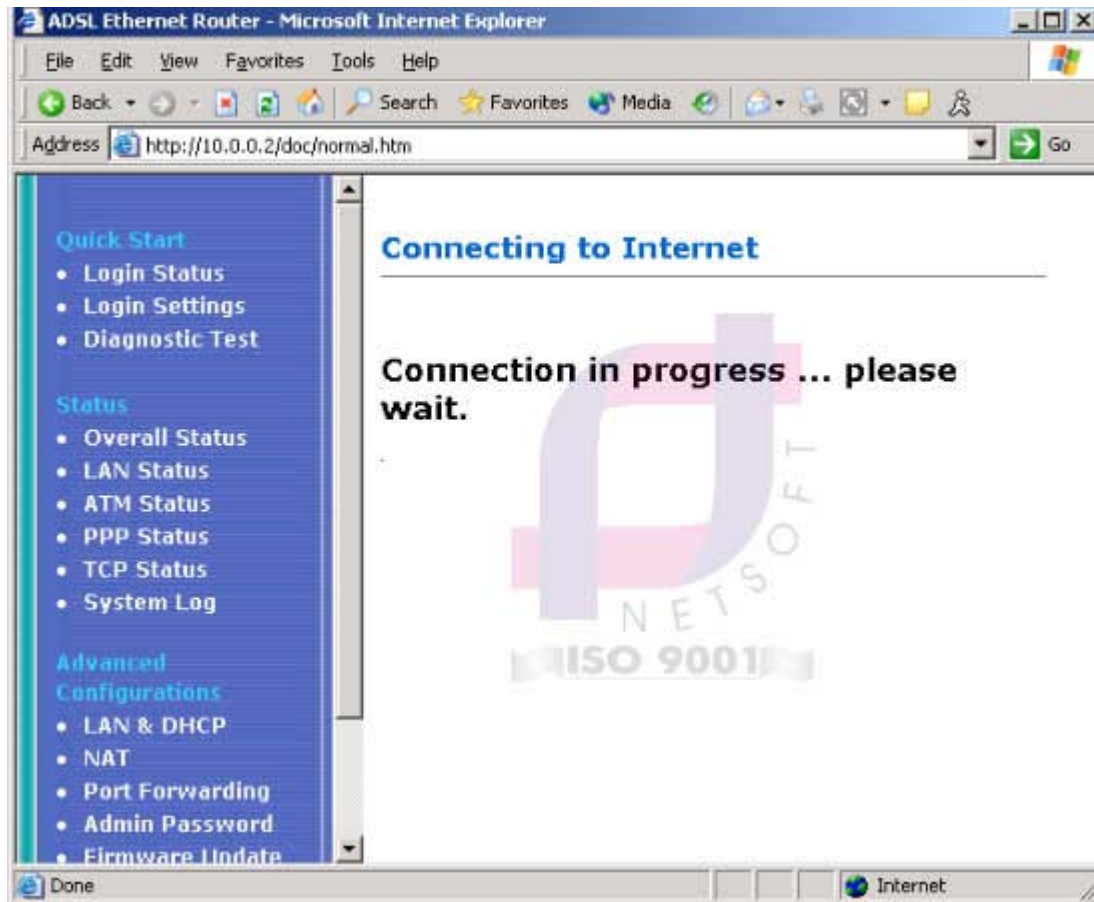 ADSL Ethernet Router - Microsoft Internet Explorer
File Edit View Favorites Tools Help
Back Search Favorites Media
Address http://10.0.0.2/doc/normal.htm Go
Quick Start
• Login Status
• Login Settings
• Diagnostic Test
Status
• Overall Status
• LAN Status
• ATM Status
• PPP Status
• TCP Status
• System Log
Advanced
Configurations
• LAN & DHCP
• NAT
• Port Forwarding
• Admin Password
• Firmware Update
Connecting to Internet
Connection in progress ... please
wait.
NETSOFT
ISO 9001
Done Internet